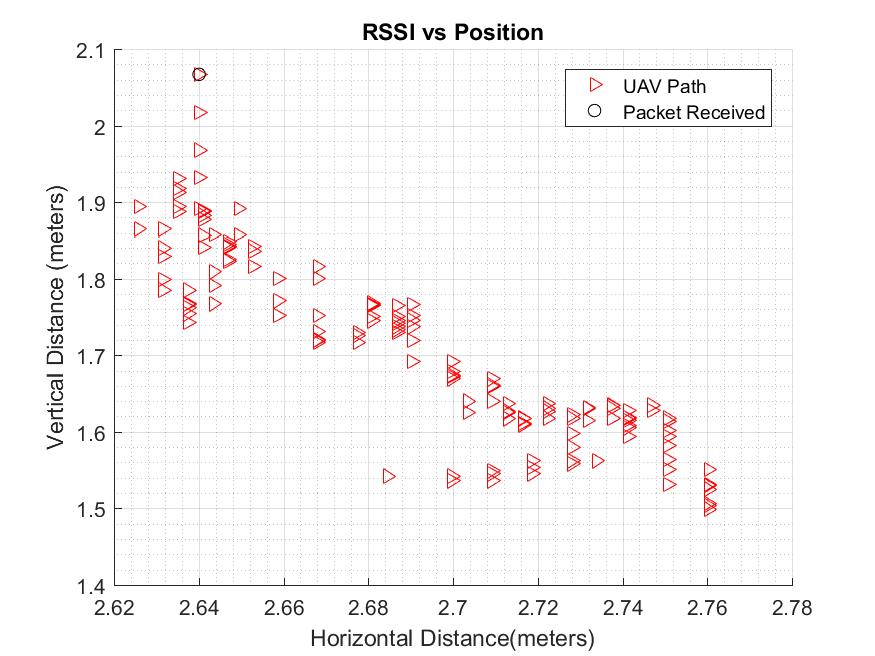 RSSI vs Position
2.1
2
1.9
1.8
1.7
1.6
1.5
1.4
Vertical Distance (meters)
UAV Path
Packet Received
2.62 2.64 2.66 2.68 2.7 2.72 2.74 2.76 2.78
Horizontal Distance(meters)